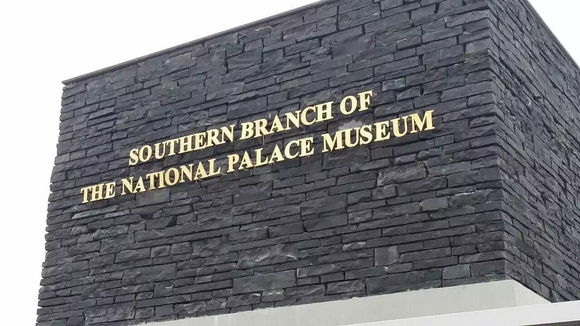 SOUTHERN BRANCH OF
THE NATIONAL PALACE MUSEUM